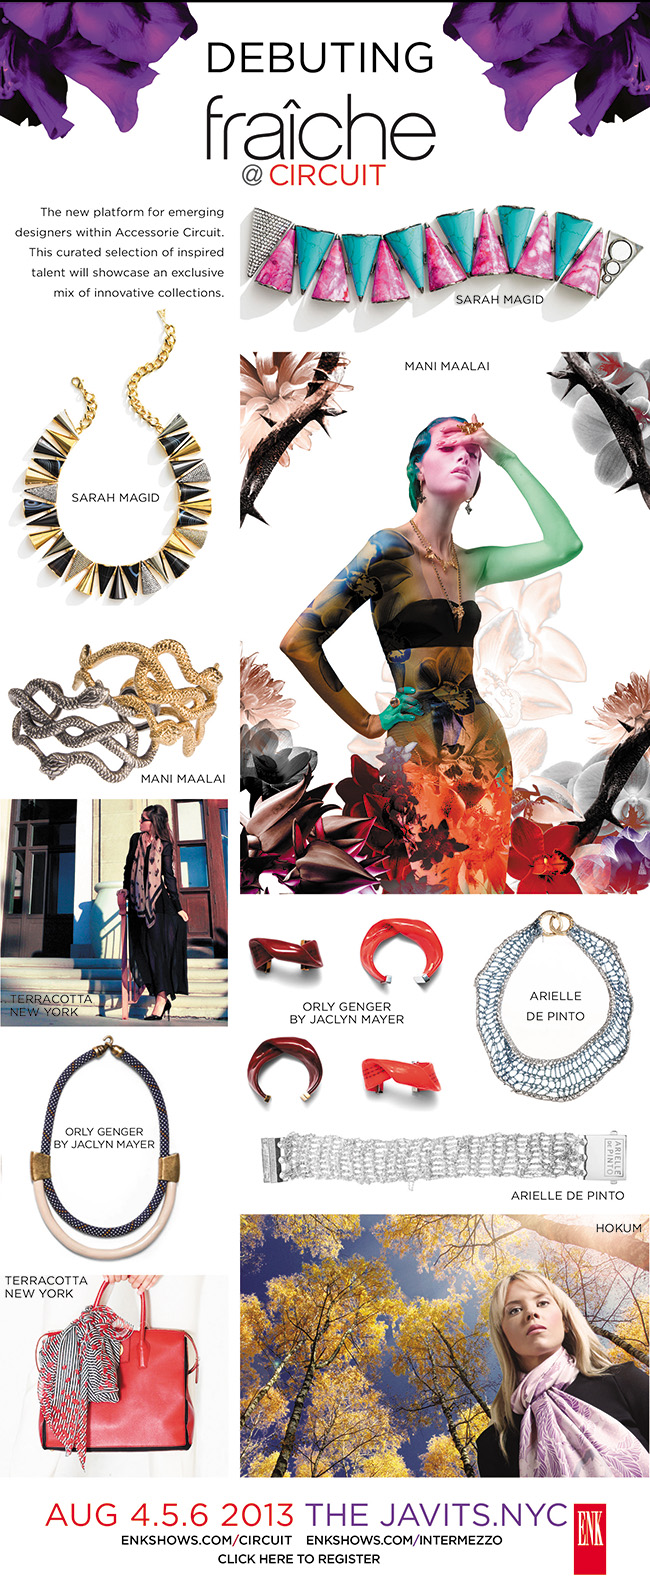 DEBUTING
fraîche
@ CIRCUIT
The new platform for emerging
designers within Accessorie Circuit.
This curated selection of inspired
talent will showcase an exclusive
mix of innovative collections.
SARAH MAGID
MANI MAALAI
SARAH MAGID
MANI MAALAI
TERRACOTTA
NEW YORK
ORLY GENGER
BY JACLYN MAYER
ARIELLE
DE PINTO
ORLY GENGER
BY JACLYN MAYER
ARIELLE
DE PINTO
ARIELLE DE PINTO
TERRACOTTA
NEW YORK
HOKUM
AUG 4.5.6 2013 THE JAVITS.NYC
ENK
ENKSHOWS.COM/CIRCUIT ENKSHOWS.COM/INTERMEZZO
CLICK HERE TO REGISTER